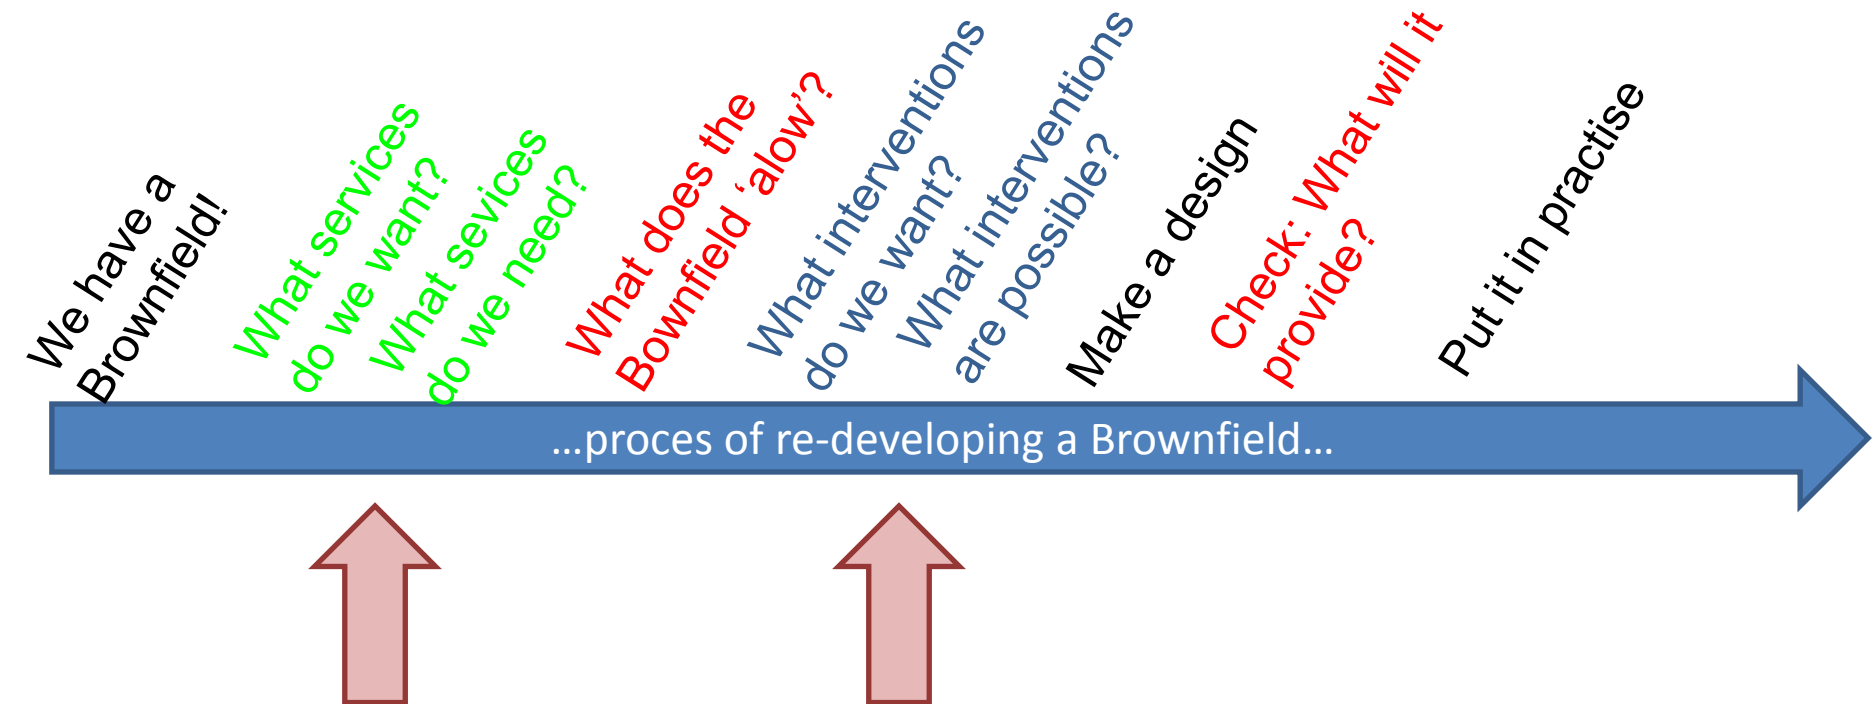 We have a
Brownfield!
What services
do we want?
What sevices
do we need?
What does the
Bownfield ‘alow’?
What interventions
do we want?
What interventions
are possible?
Make a design
Check: What will it
provide?
Put it in practise
...proces of re-developing a Brownfield...